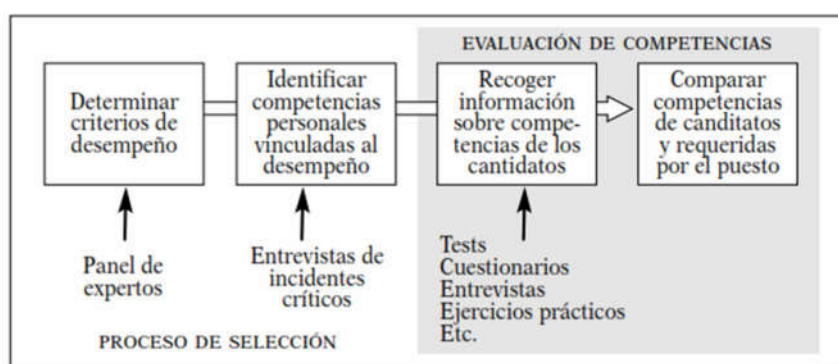 EVALUACIÓN DE COMPETENCIAS
Determinar
criterios de
desempeño
Identificar
competencias
personales
vinculadas al
desempeño
Recoger
información
sobre compe-
tencias de los
cantidatos
Comparar
competencias
de canditatos
y requeridas
por el puesto
Panel de
expertos
Entrevistas de
incidentes
críticos
Tests
Cuestionarios
Entrevistas
Ejercicios prácticos
Etc.
PROCESO DE SELECCIÓN